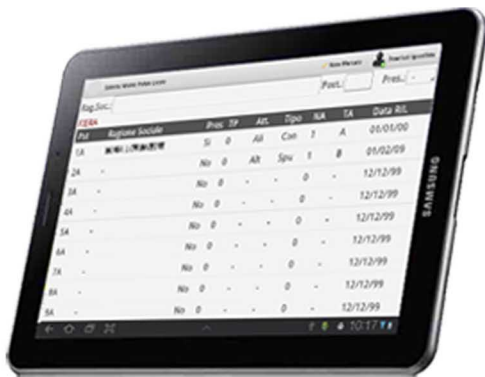 Rag.Soc.: Post.: Pres.: -
FIERA
Pst Ragione Sociale Pres Att. Tipo NA TA
1A Si 0 Ali Con 1 A 01/01/00
2A - No 0 Alt Spu 1 B 01/02/09
3A - No 0 - - 0 - - 12/12/99
4A - No 0 - - 0 - - 12/12/99
5A - No 0 - - 0 - - 12/12/99
6A - No 0 - - 0 - - 12/12/99
7A - No 0 - - 0 - - 12/12/99
8A - No 0 - - 0 - - 12/12/99
9A - No 0 - - 0 - - 12/12/99
10:17
SAMSUNG